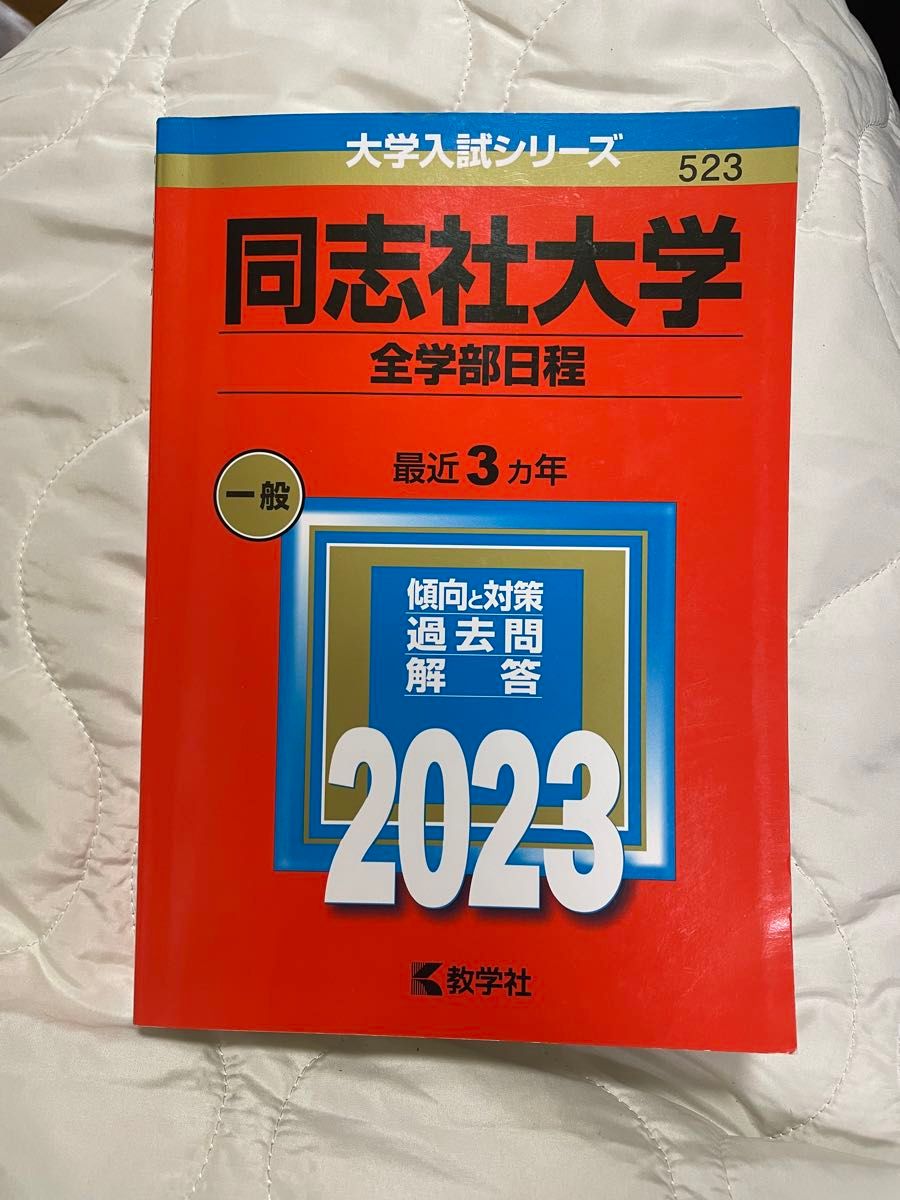 大学入試シリーズ
523
同志社大学
全学部日程
最近3カ年
一般
傾向と対策
過去問
解答
2023
教学社